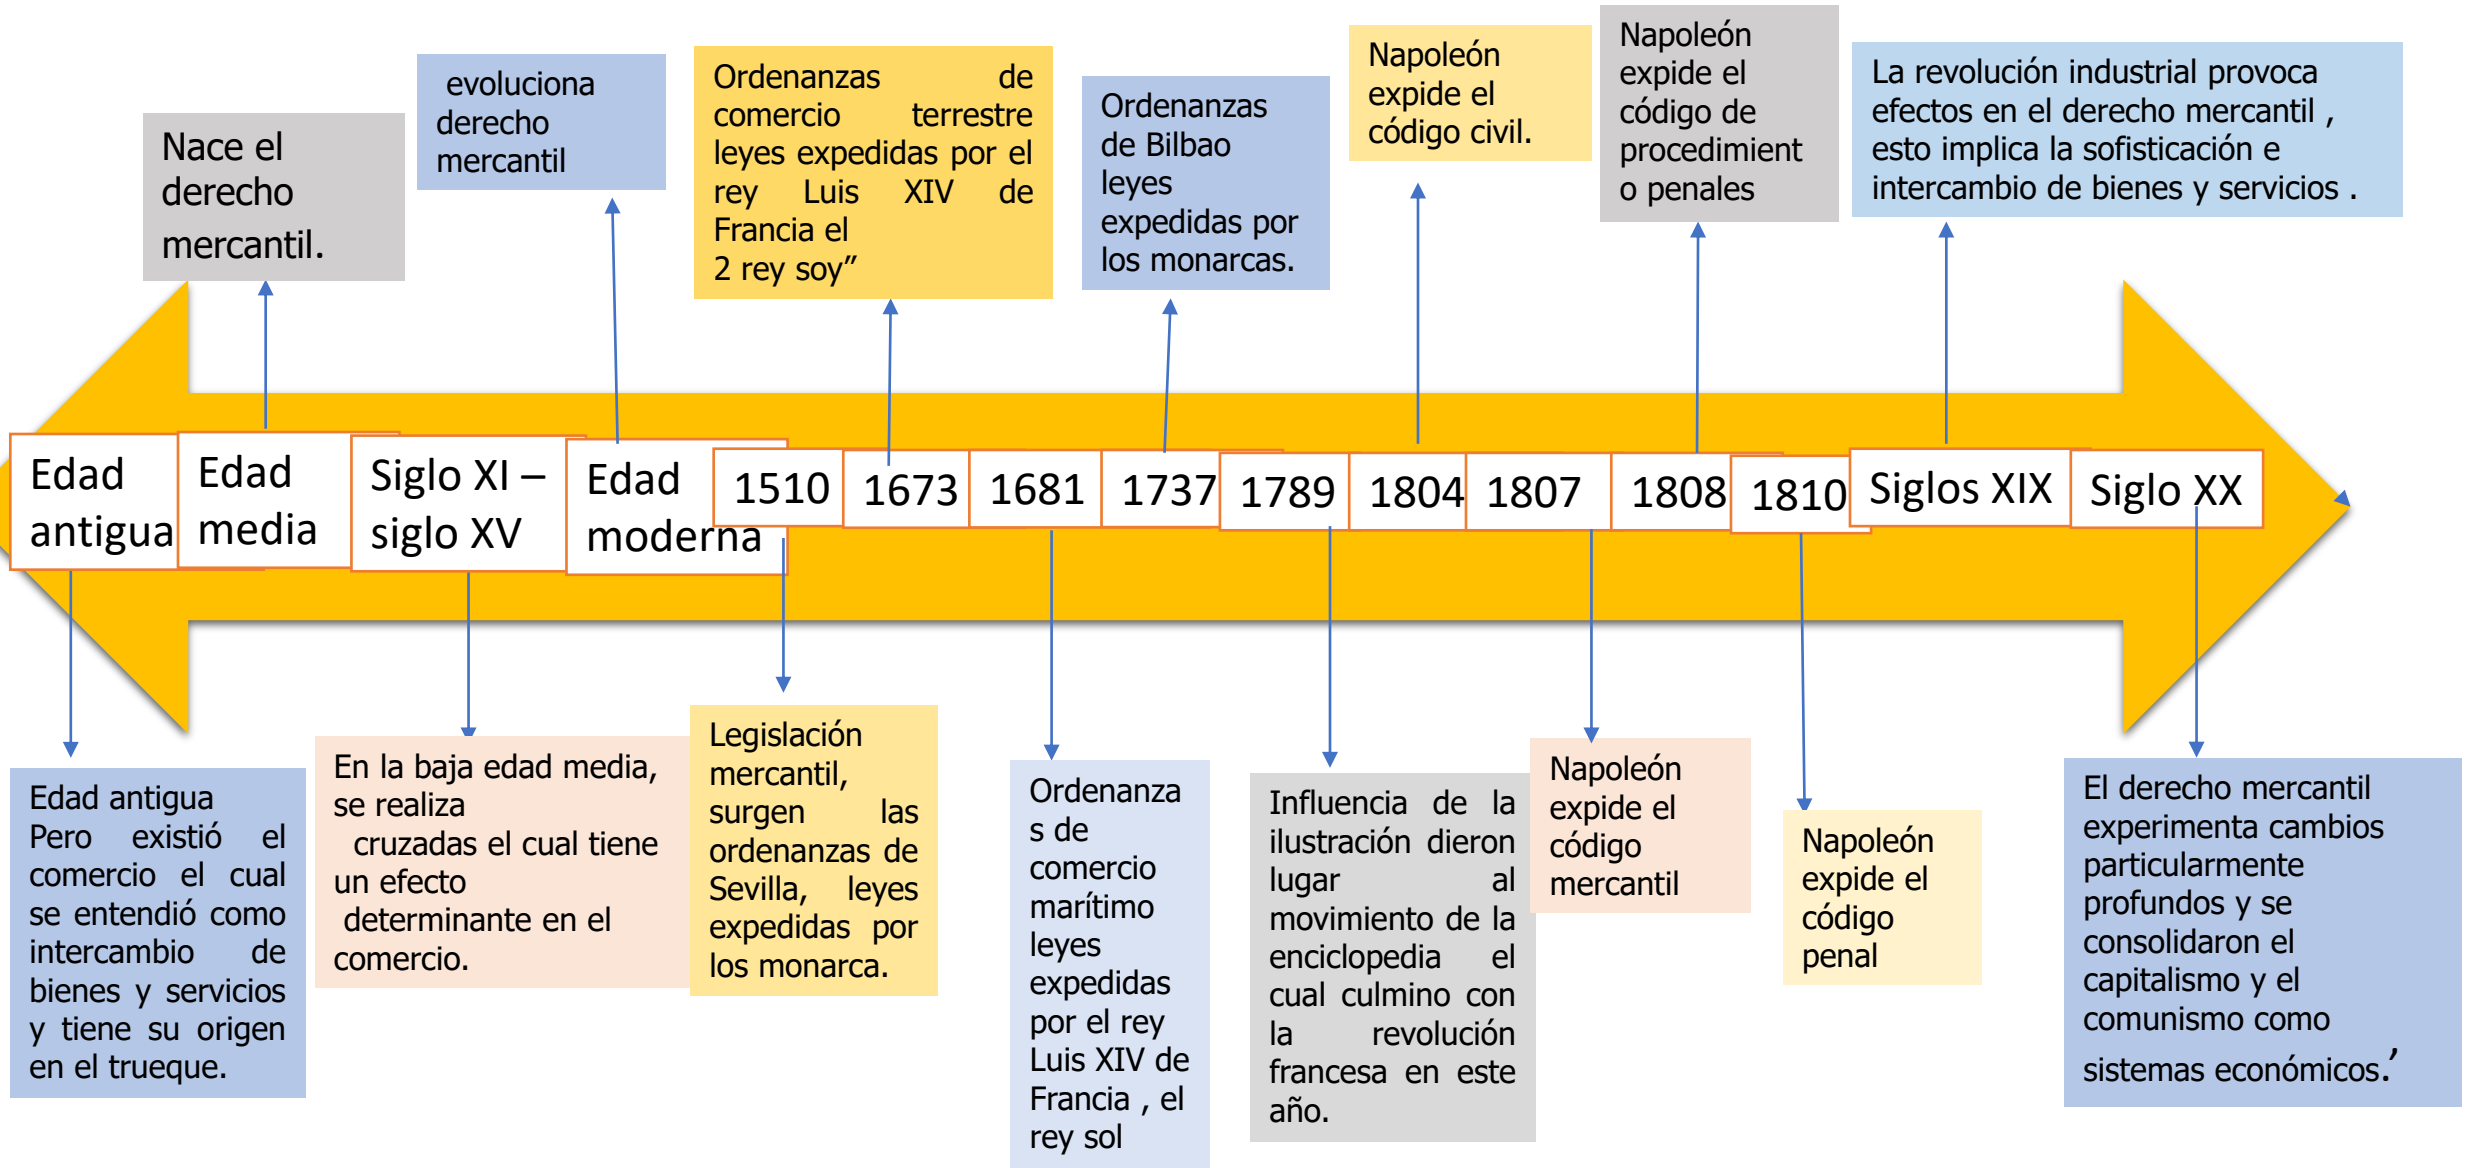 Nace el
derecho
mercantil.
evoluciona
derecho
mercantil
Ordenanzas de
comercio terrestre
leyes expedidas por el
rey Luis XIV de
Francia el
2 rey soy”
Ordenanzas
de Bilbao
leyes
expedidas por
los monarcas.
Napoleón
expide el
código civil.
Napoleón
expide el
código de
procedimient
o penales
La revolución industrial provoca
efectos en el derecho mercantil ,
esto implica la sofisticación e
intercambio de bienes y servicios .
Edad
antigua
Edad
media
Siglo XI –
siglo XV
Edad
moderna
1510
1673
1681
1737
1789
1804
1807
1808
1810
Siglos XIX
Siglo XX
Edad antigua
Pero existió el
comercio el cual
se entendió como
intercambio de
bienes y servicios
y tiene su origen
en el trueque.
En la baja edad media,
se realiza
cruzadas el cual tiene
un efecto
determinante en el
comercio.
Legislación
mercantil,
surgen las
ordenanzas de
Sevilla, leyes
expedidas por
los monarca.
Ordenanza
s de
comercio
marítimo
leyes
expedidas
por el rey
Luis XIV de
Francia , el
rey sol
Influencia de la
ilustración dieron
lugar al
movimiento de la
enciclopedia el
cual culmino con
la revolución
francesa en este
año.
Napoleón
expide el
código
mercantil
Napoleón
expide el
código
penal
El derecho mercantil
experimenta cambios
particularmente
profundos y se
consolidaron el
capitalismo y el
comunismo como
sistemas económicos.’